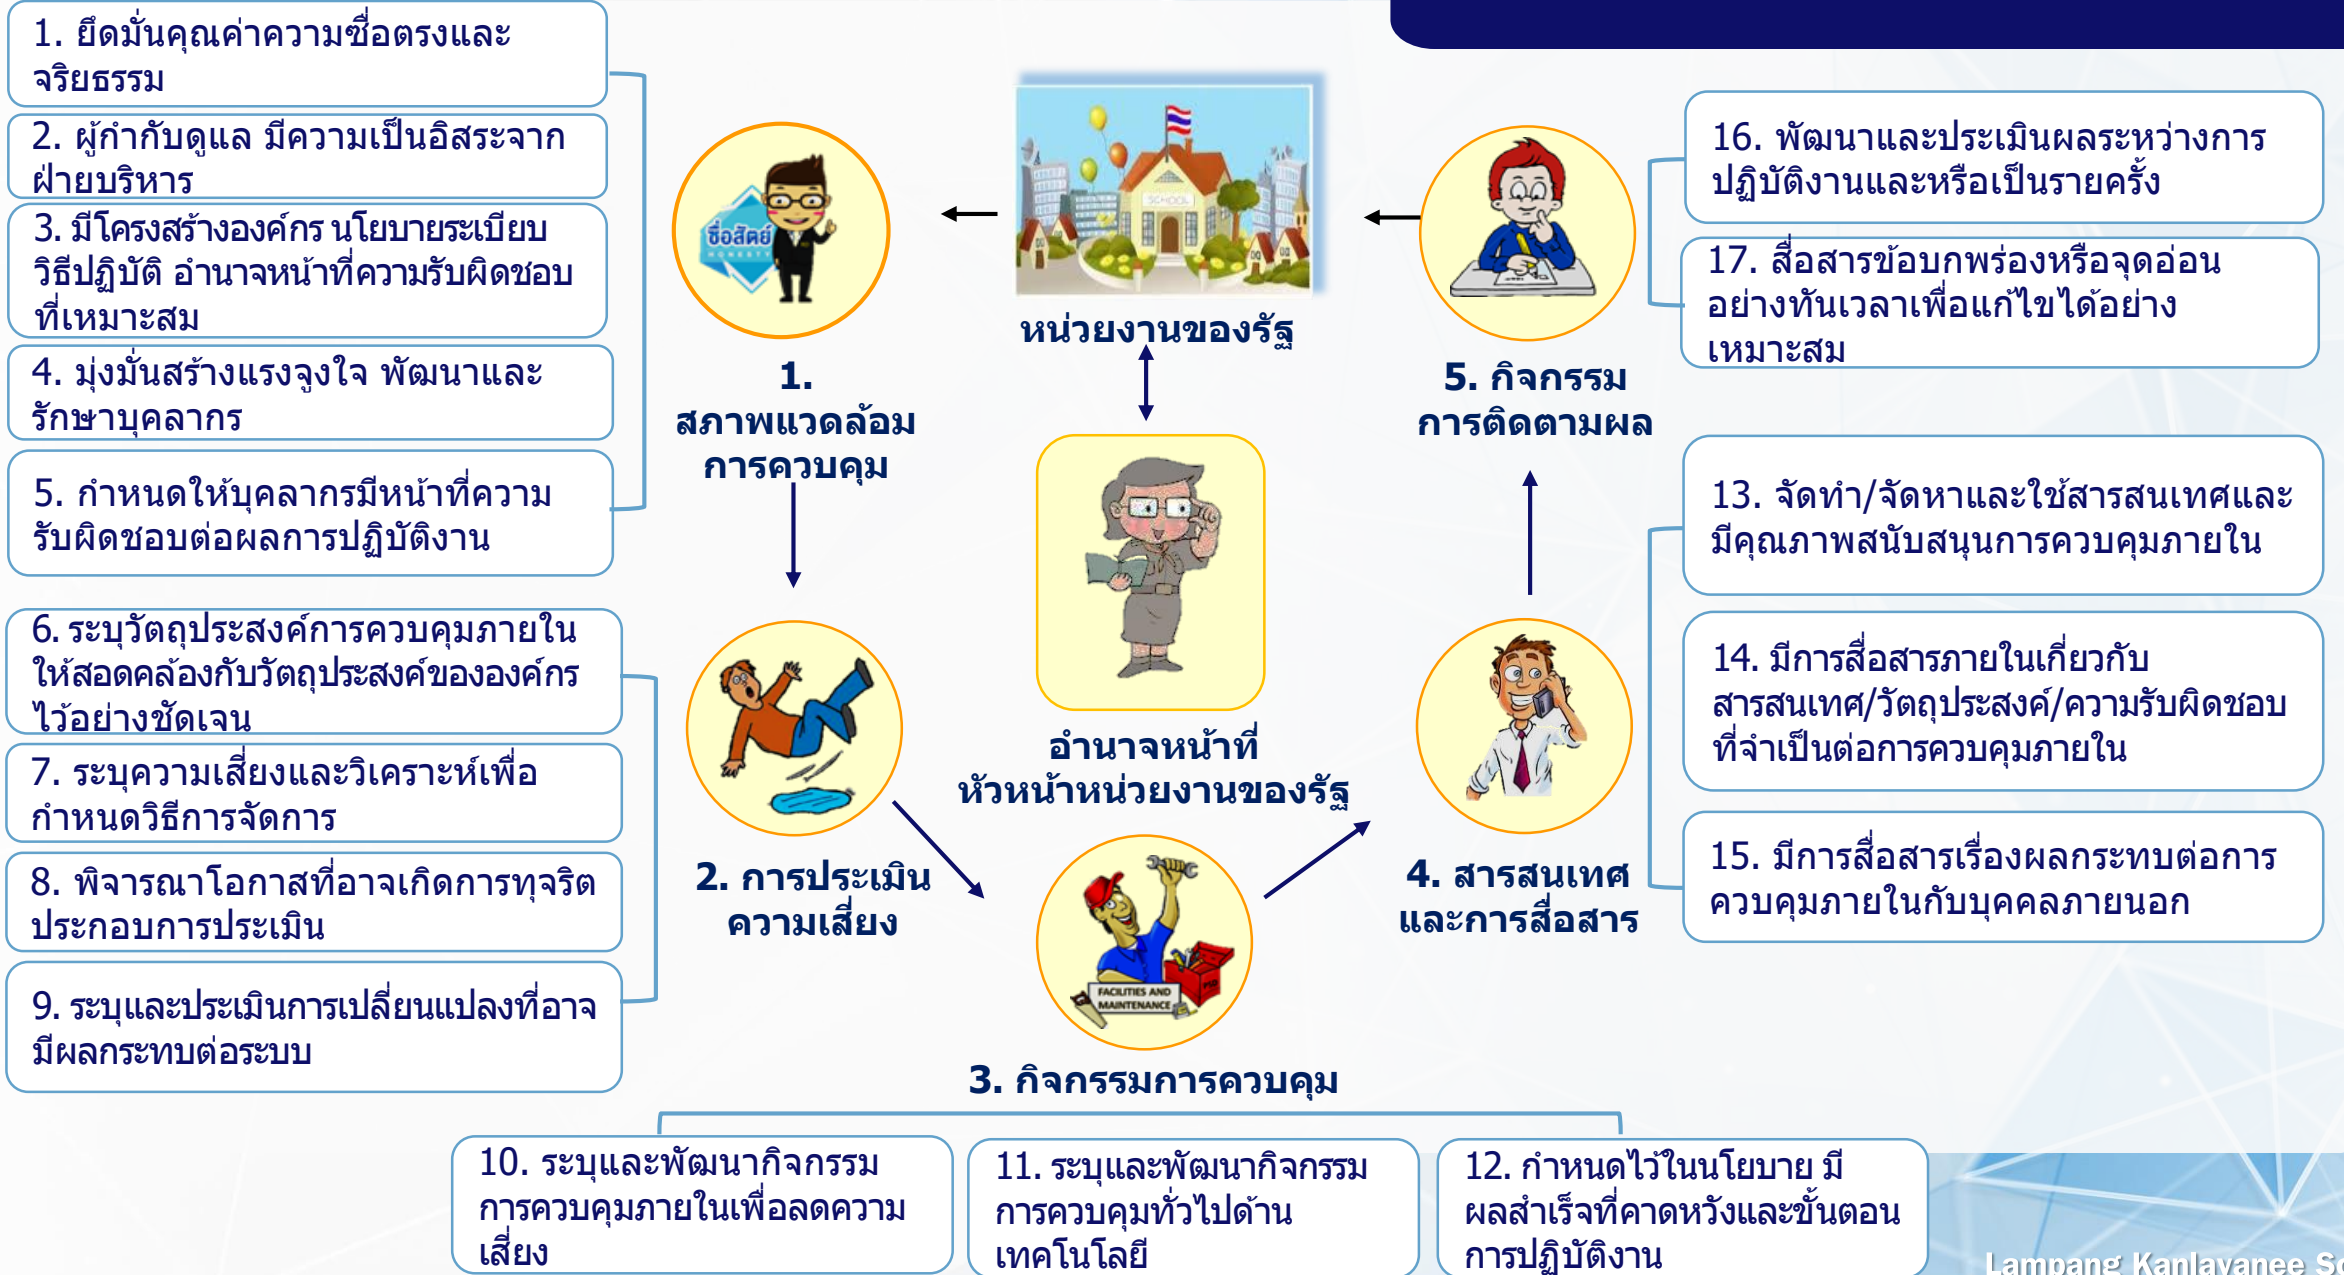 1. ยึดมั่นคุณค่าความซื่อตรงและ
จริยธรรม
2. ผู้กำกับดูแล มีความเป็นอิสระจาก
ฝ่ายบริหาร
3. มีโครงสร้างองค์กร นโยบายระเบียบ
วิธีปฏิบัติ อำนาจหน้าที่ความรับผิดชอบ
ที่เหมาะสม
4. มุ่งมั่นสร้างแรงจูงใจ พัฒนาและ
รักษาบุคลากร
5. กำหนดให้บุคลากรมีหน้าที่ความ
รับผิดชอบต่อผลการปฏิบัติงาน
6. ระบุวัตถุประสงค์การควบคุมภายใน
ให้สอดคล้องกับวัตถุประสงค์ขององค์กร
ไว้อย่างชัดเจน
7. ระบุความเสี่ยงและวิเคราะห์เพื่อ
กำหนดวิธีการจัดการ
8. พิจารณาโอกาสที่อาจเกิดการทุจริต
ประกอบการประเมิน
9. ระบุและประเมินการเปลี่ยนแปลงที่อาจ
มีผลกระทบต่อระบบ
ซื่อสัตย์
HONESTY
1.
สภาพแวดล้อม
การควบคุม
SCHOOL
หน่วยงานของรัฐ
อำนาจหน้าที่
หัวหน้าหน่วยงานของรัฐ
2. การประเมิน
ความเสี่ยง
FACILITIES AND
MAINTENANCE
3. กิจกรรมการควบคุม
4. สารสนเทศ
และการสื่อสาร
5. กิจกรรม
การติดตามผล
16. พัฒนาและประเมินผลระหว่างการ
ปฏิบัติงานและหรือเป็นรายครั้ง
17. สื่อสารข้อบกพร่องหรือจุดอ่อน
อย่างทันเวลาเพื่อแก้ไขได้อย่าง
เหมาะสม
13. จัดทำ/จัดหาและใช้สารสนเทศและ
มีคุณภาพสนับสนุนการควบคุมภายใน
14. มีการสื่อสารภายในเกี่ยวกับ
สารสนเทศ/วัตถุประสงค์/ความรับผิดชอบ
ที่จำเป็นต่อการควบคุมภายใน
15. มีการสื่อสารเรื่องผลกระทบต่อการ
ควบคุมภายในกับบุคคลภายนอก
10. ระบุและพัฒนากิจกรรม
การควบคุมภายในเพื่อลดความ
เสี่ยง
11. ระบุและพัฒนากิจกรรม
การควบคุมทั่วไปด้าน
เทคโนโลยี
12. กำหนดไว้ในนโยบาย มี
ผลสำเร็จที่คาดหวังและขั้นตอน
การปฏิบัติงาน
Lampang Kanlayanee